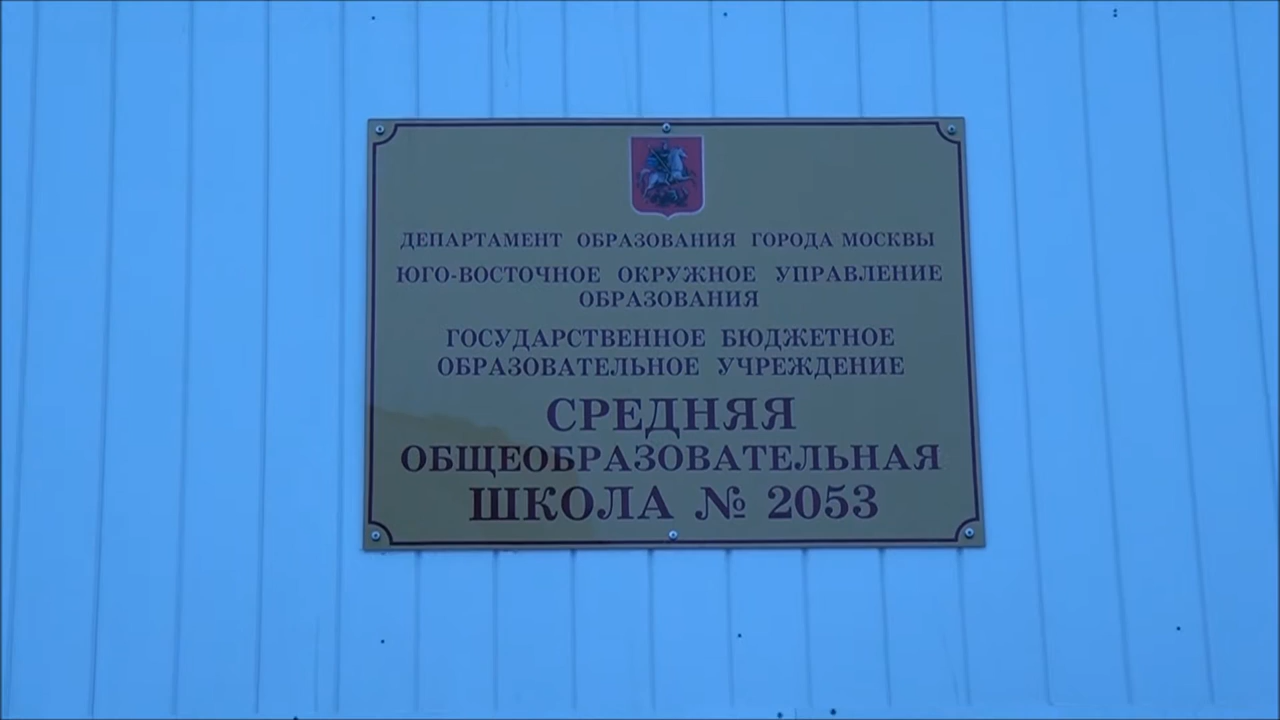 ДЕПАРТАМЕНТ ОБРАЗОВАНИЯ ГОРОДА МОСКВЫ
ЮГО-ВОСТОЧНОЕ ОКРУЖНОЕ УПРАВЛЕНИЕ
ОБРАЗОВАНИЯ
ГОСУДАРСТВЕННОЕ БЮДЖЕТНОЕ
ОБРАЗОВАТЕЛЬНОЕ УЧРЕЖДЕНИЕ
СРЕДНЯЯ
ОБЩЕОБРАЗОВАТЕЛЬНАЯ
ШКОЛА № 2053